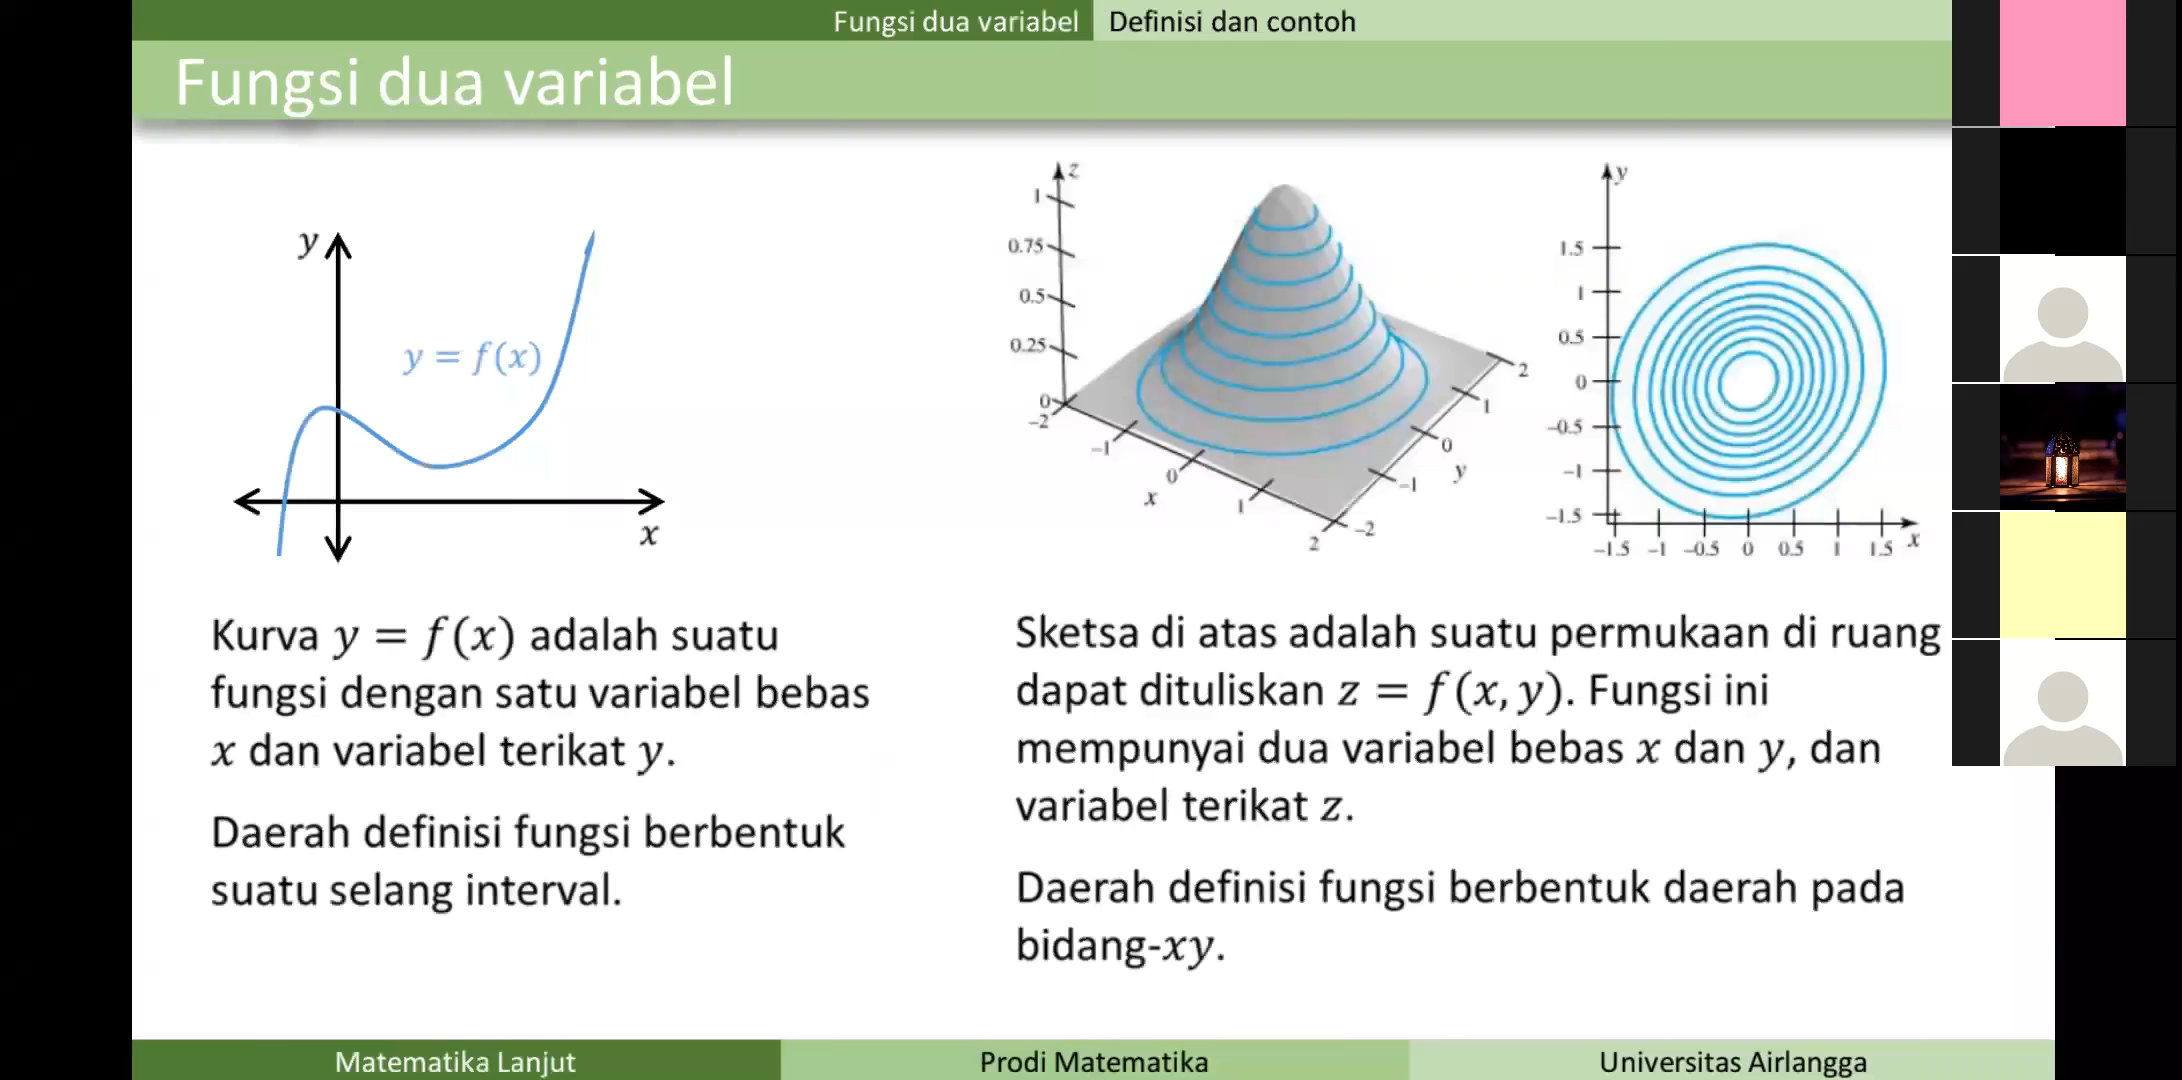 Fungsi dua variabel Definisi dan contoh
Fungsi dua variabel
y
y = f(x)
x
z
1
0.75
0.5
0.25
0
-2
-1
0
x
1
2
-2
-1
y
0
1
2
y
1.5
1
0.5
0
-0.5
-1
-1.5
-1.5 -1 -0.5 0 0.5 1 1.5 x
Kurva y = f(x) adalah suatu
fungsi dengan satu variabel bebas
x dan variabel terikat y.
Daerah definisi fungsi berbentuk
suatu selang interval.
Sketsa di atas adalah suatu permukaan di ruang
dapat dituliskan z = f(x, y). Fungsi ini
mempunyai dua variabel bebas x dan y, dan
variabel terikat z.
Daerah definisi fungsi berbentuk daerah pada
bidang-xy.
Matematika Lanjut Prodi Matematika Universitas Airlangga